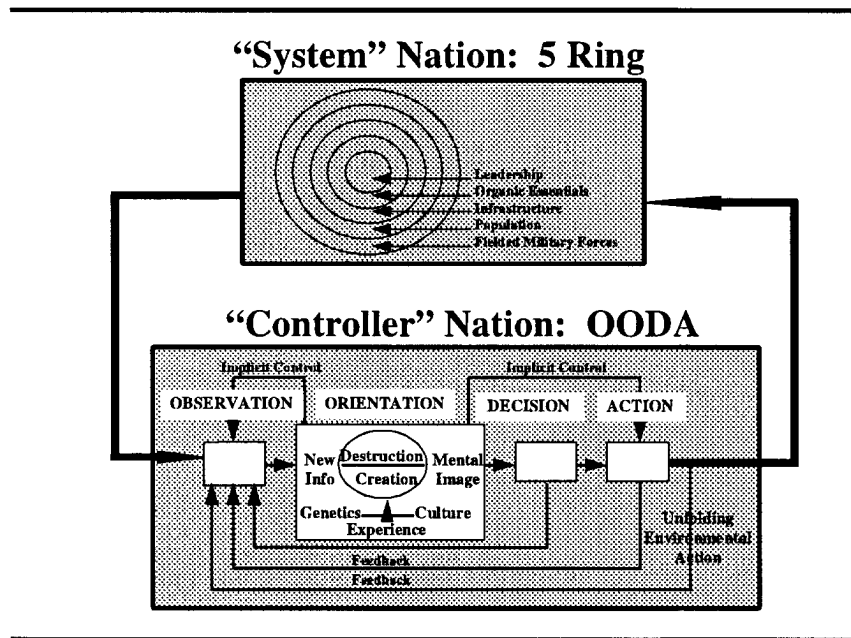 “System” Nation: 5 Ring
Leadership
Organic Essentials
Infrastructure
Population
Fielded Military Forces
“Controller” Nation: OODA
Implicit Control
Implicit Control
OBSERVATION
ORIENTATION
DECISION
ACTION
New
Info
Destruction
Creation
Mental
Image
Genetics
Culture
Experience
Unfolding
Environmental
Action
Feedback
Feedback